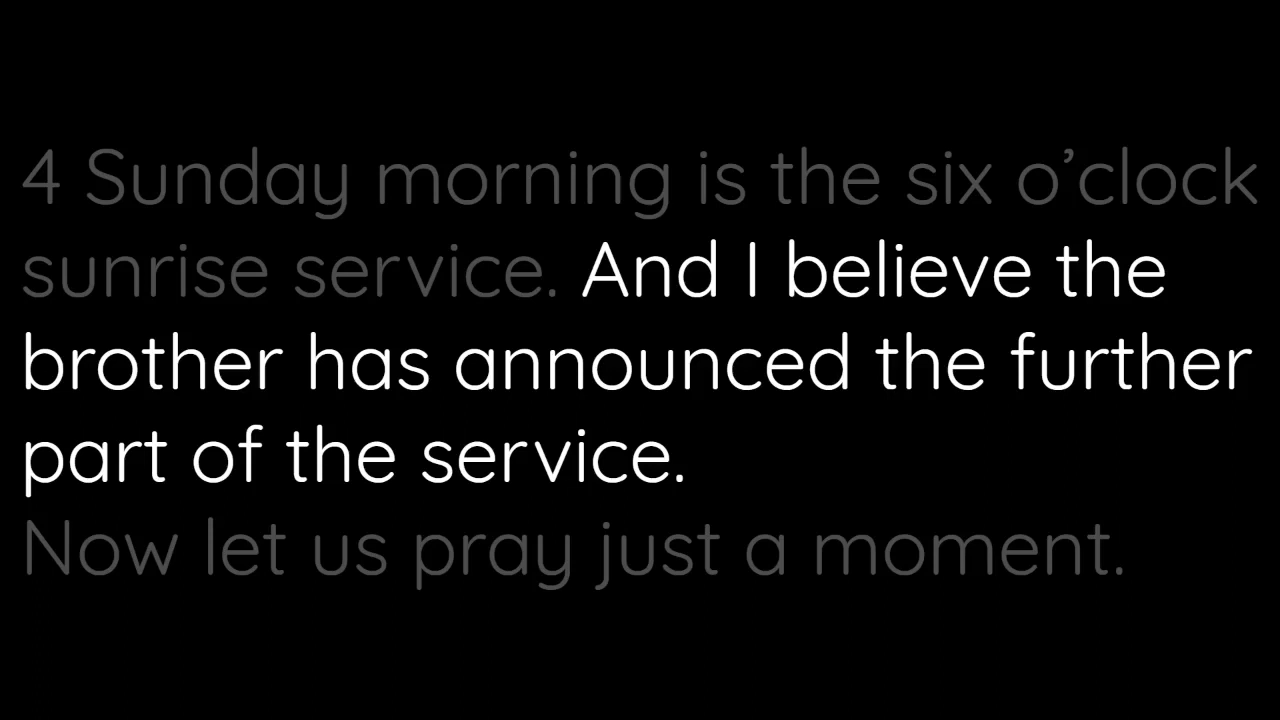 4 Sunday morning is the six o’clock
sunrise service. And I believe the
brother has announced the further
part of the service.
Now let us pray just a moment.